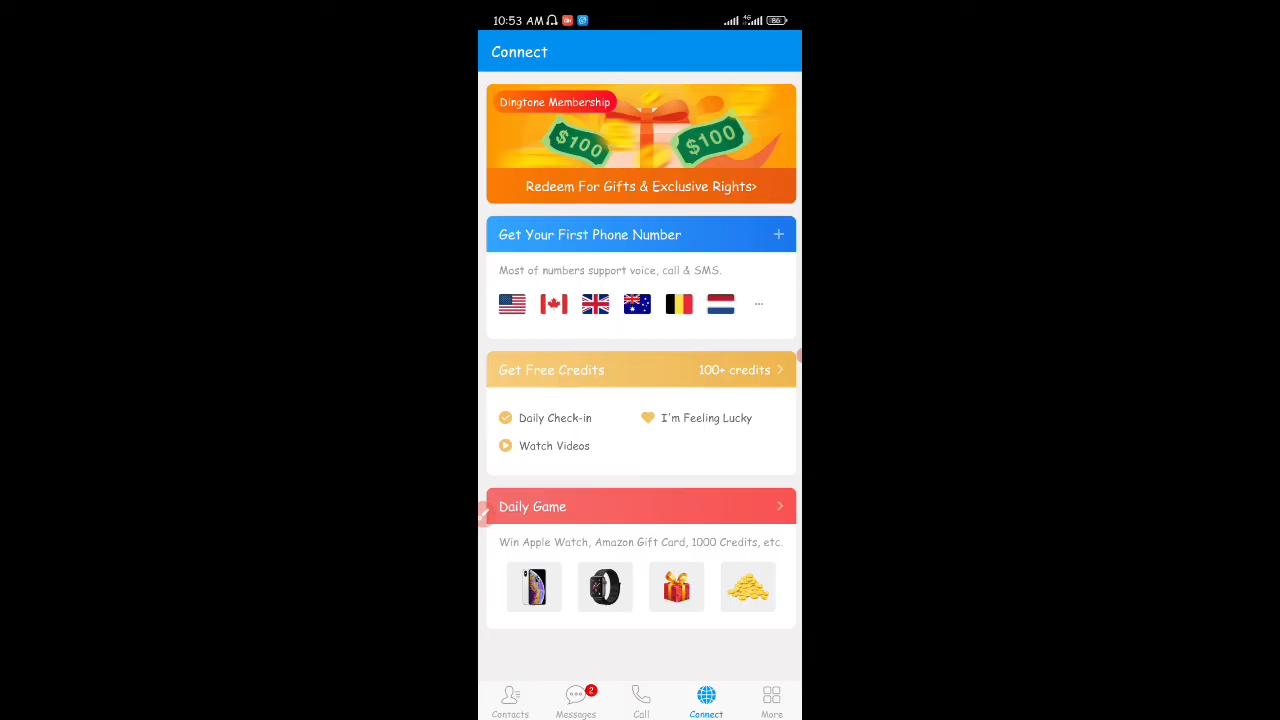 10:53 AM
4G
86
Connect
Dingtone Membership
$100
$100
Redeem For Gifts & Exclusive Rights>
Get Your First Phone Number
Most of numbers support voice, call & SMS.
...
Get Free Credits 100+ credits
Daily Check-in I'm Feeling Lucky
Watch Videos
Daily Game
Win Apple Watch, Amazon Gift Card, 1000 Credits, etc.
2
Contacts Messages Call Connect More